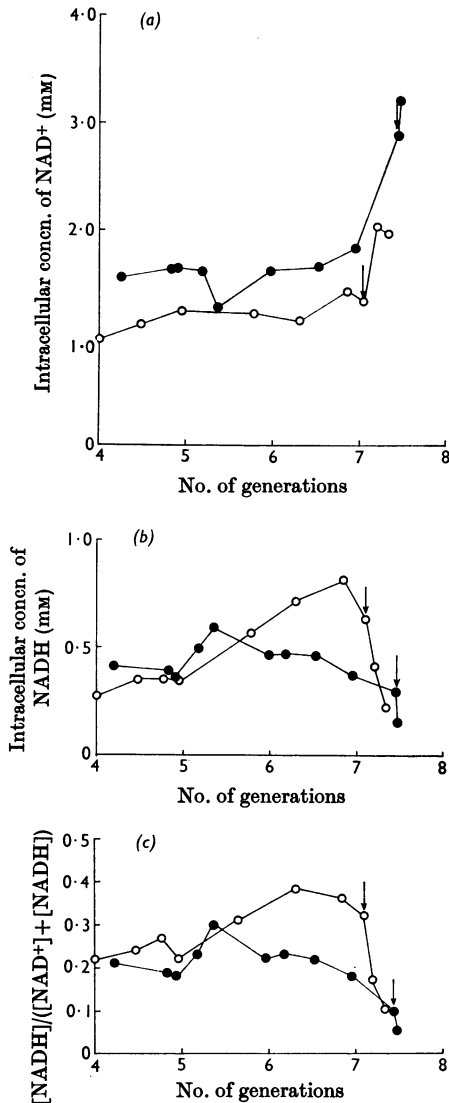 (a)
4·0
3·0
2·0
1·0
0
Intracellular concn. of NAD⁺ (mM)
4
5
6
7
8
No. of generations
(b)
1·0
0·5
0
Intracellular concn. of
NADH (mM)
4
5
6
7
8
No. of generations
(c)
0·5
0·4
0·3
0·2
0·1
0
[NADH]/([NAD⁺]+[NADH])
4
5
6
7
8
No. of generations